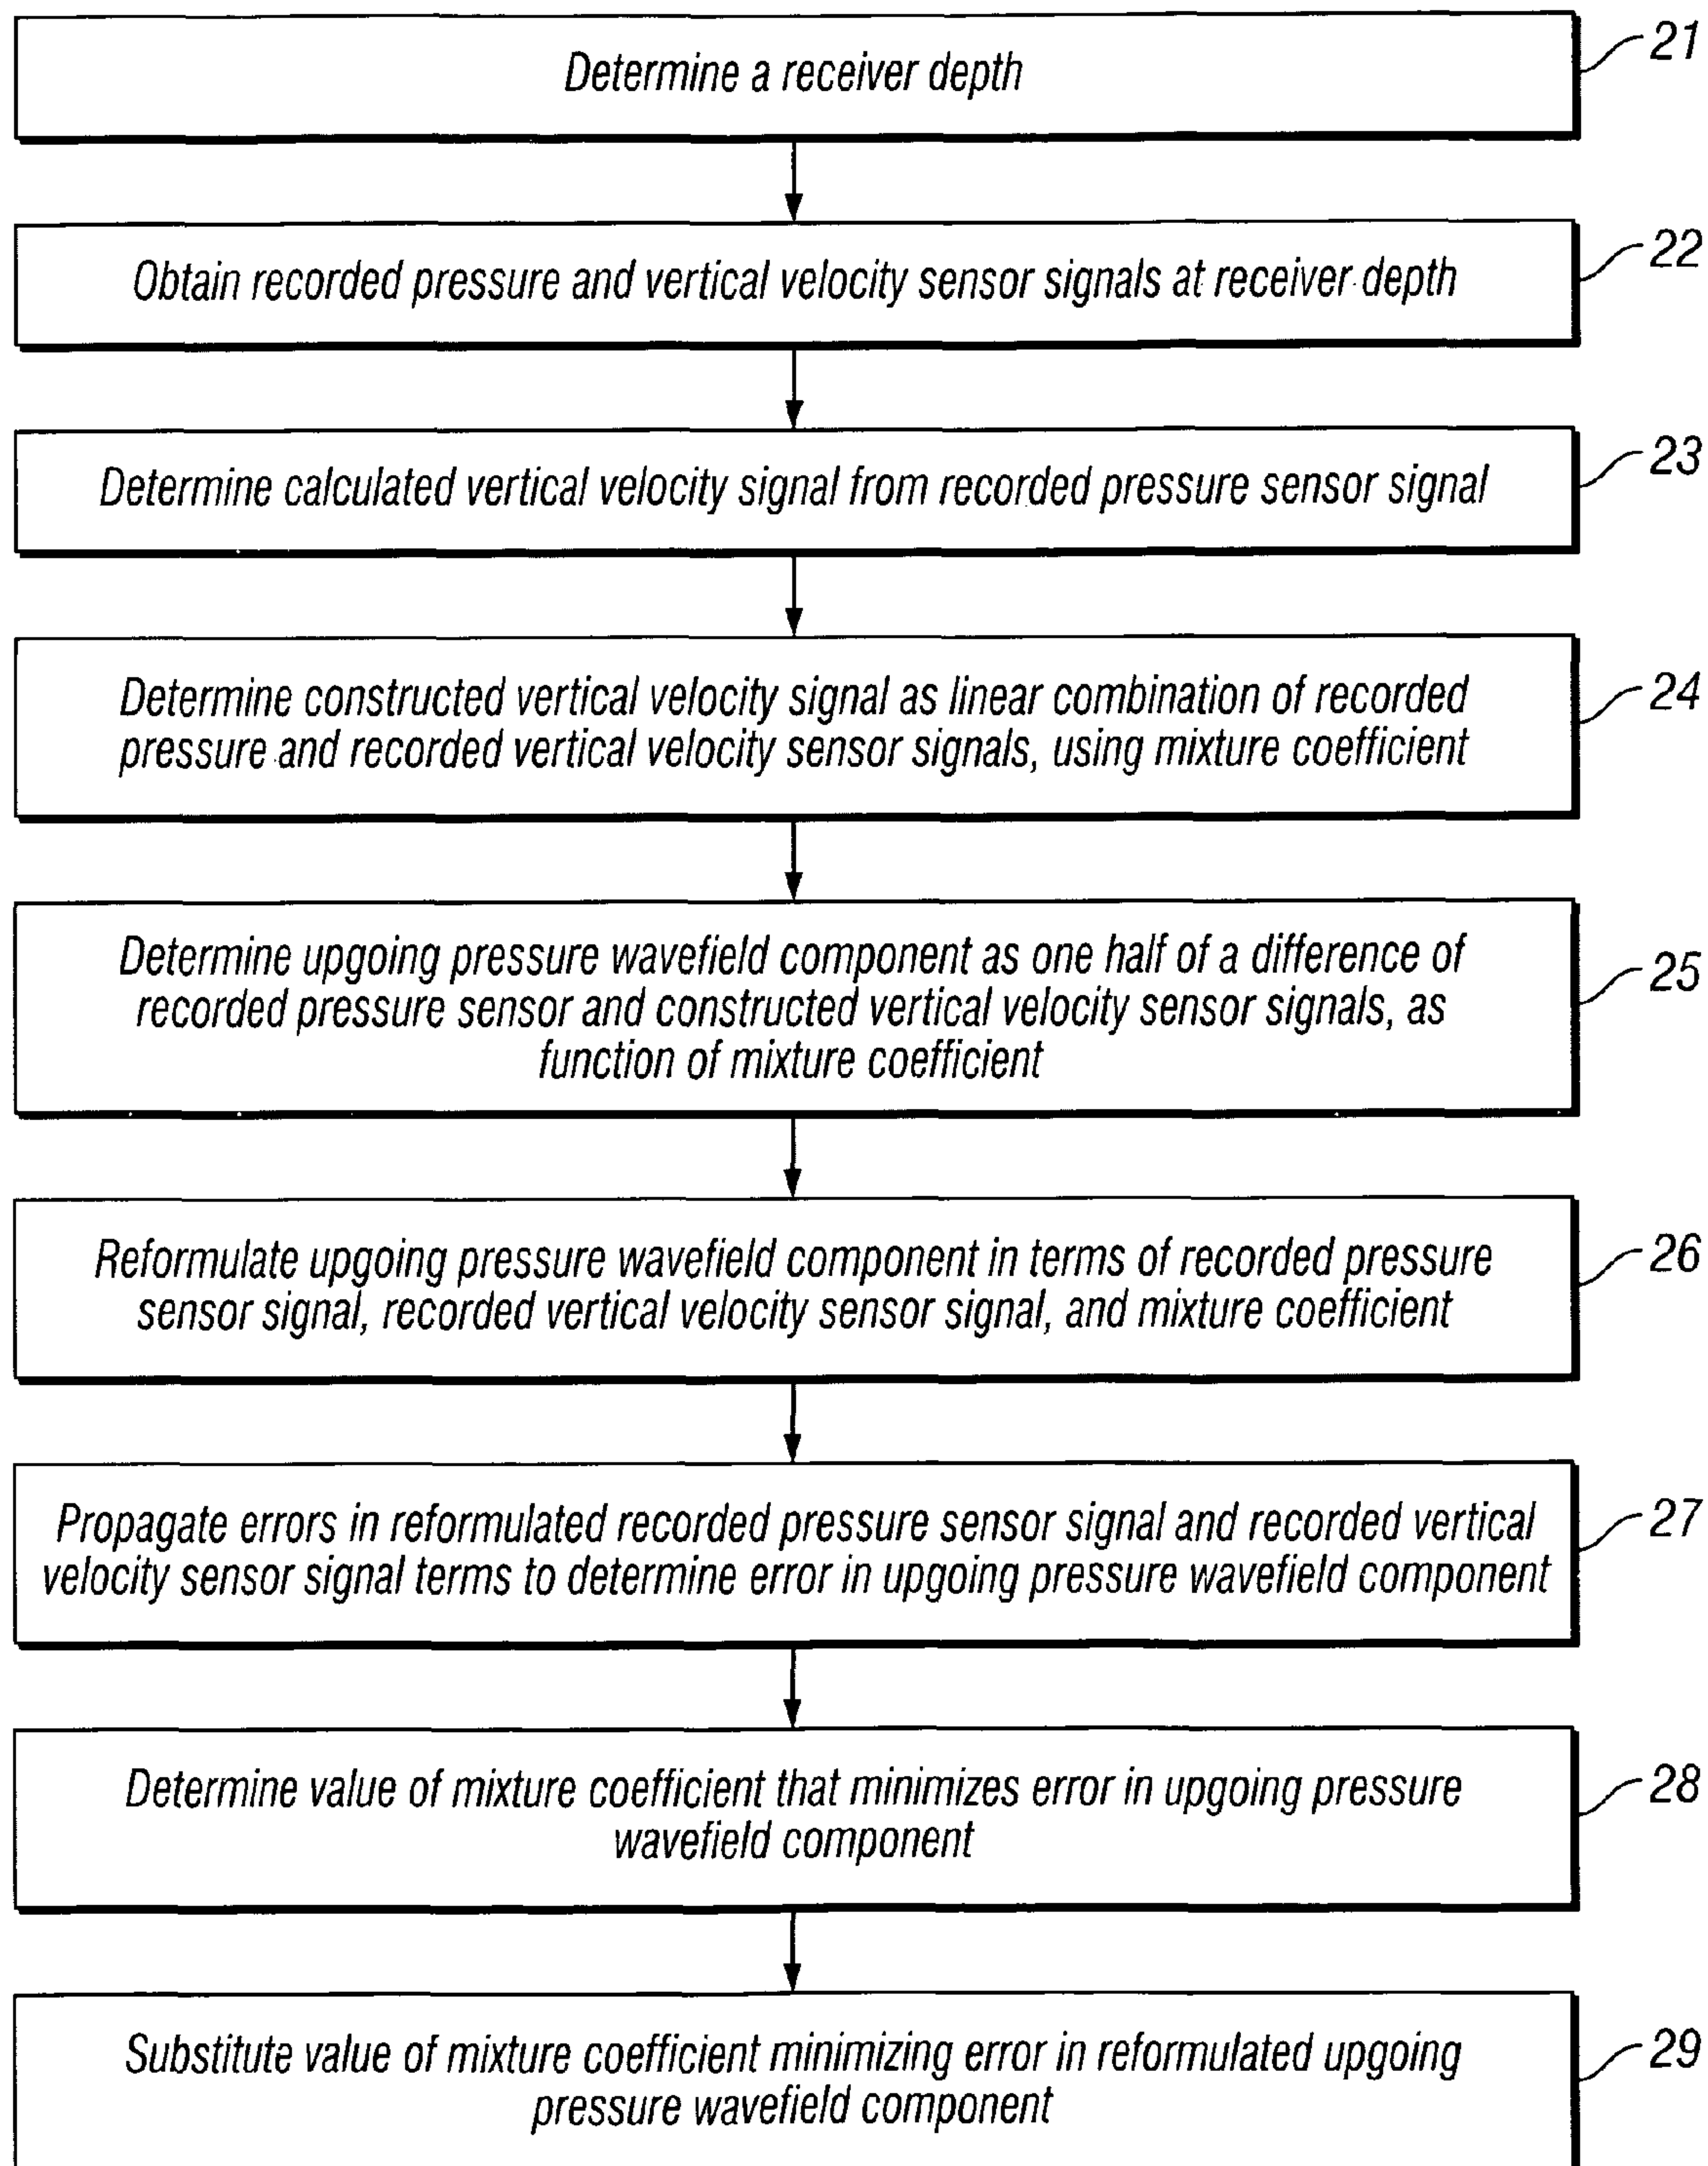 Determine a receiver depth
21
Obtain recorded pressure and vertical velocity sensor signals at receiver depth
22
Determine calculated vertical velocity signal from recorded pressure sensor signal
23
Determine constructed vertical velocity signal as linear combination of recorded
pressure and recorded vertical velocity sensor signals, using mixture coefficient
24
Determine upgoing pressure wavefield component as one half of a difference of
recorded pressure sensor and constructed vertical velocity sensor signals, as
function of mixture coefficient
25
Reformulate upgoing pressure wavefield component in terms of recorded pressure
sensor signal, recorded vertical velocity sensor signal, and mixture coefficient
26
Propagate errors in reformulated recorded pressure sensor signal and recorded vertical
velocity sensor signal terms to determine error in upgoing pressure wavefield component
27
Determine value of mixture coefficient that minimizes error in upgoing pressure
wavefield component
28
Substitute value of mixture coefficient minimizing error in reformulated upgoing
pressure wavefield component
29